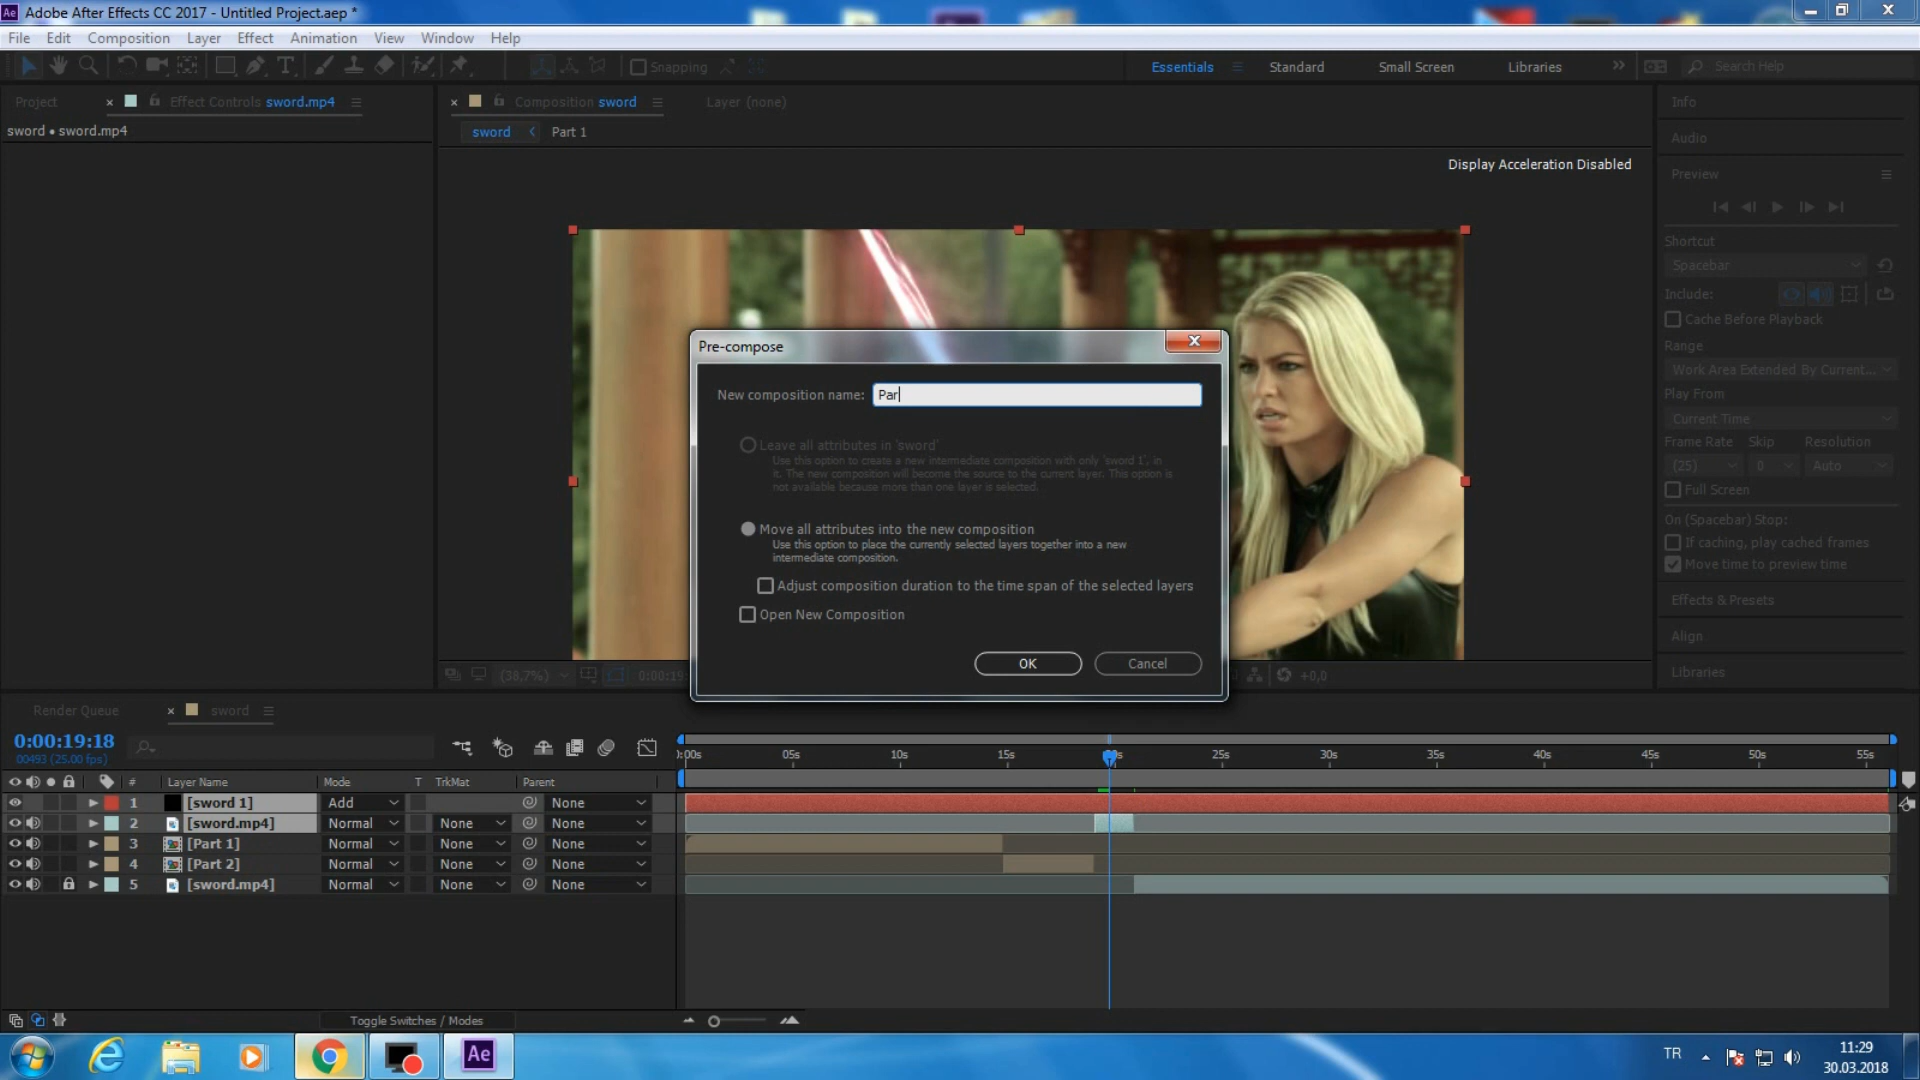 Adobe After Effects CC 2017 - Untitled Project.aep *
File Edit Composition Layer Effect Animation View Window Help
Snapping
Essentials Standard Small Screen Libraries Search Help
Project Effect Controls sword.mp4
sword • sword.mp4
Composition sword
Layer (none)
sword Part 1
Display Acceleration Disabled
Info
Audio
Preview
Shortcut
Spacebar
Include:
Cache Before Playback
Range
Work Area Extended By Current...
Play From
Current Time
Frame Rate Skip Resolution
(25) 0 Auto
Full Screen
On (Spacebar) Stop:
If caching, play cached frames
Move time to preview time
Effects & Presets
Align
Libraries
Pre-compose
New composition name: Par
Leave all attributes in 'sword'
Use this option to create a new intermediate composition with only 'sword 1', in
it. The new composition will become the source to the current layer. This option is
not available because more than one layer is selected.
Move all attributes into the new composition
Use this option to place the currently selected layers together into a new
intermediate composition.
Adjust composition duration to the time span of the selected layers
Open New Composition
OK Cancel
(38,7%) 0:00:19: +0,0
Render Queue sword
0:00:19:18
00493 (25.00 fps)
:00s 05s 10s 15s 25s 30s 35s 40s 45s 50s 55s
# Layer Name Mode T TrkMat Parent
1 [sword 1] Add None
2 [sword.mp4] Normal None None
3 [Part 1] Normal None None
4 [Part 2] Normal None None
5 [sword.mp4] Normal None None
Toggle Switches / Modes
Ae
TR
11:29
30.03.2018